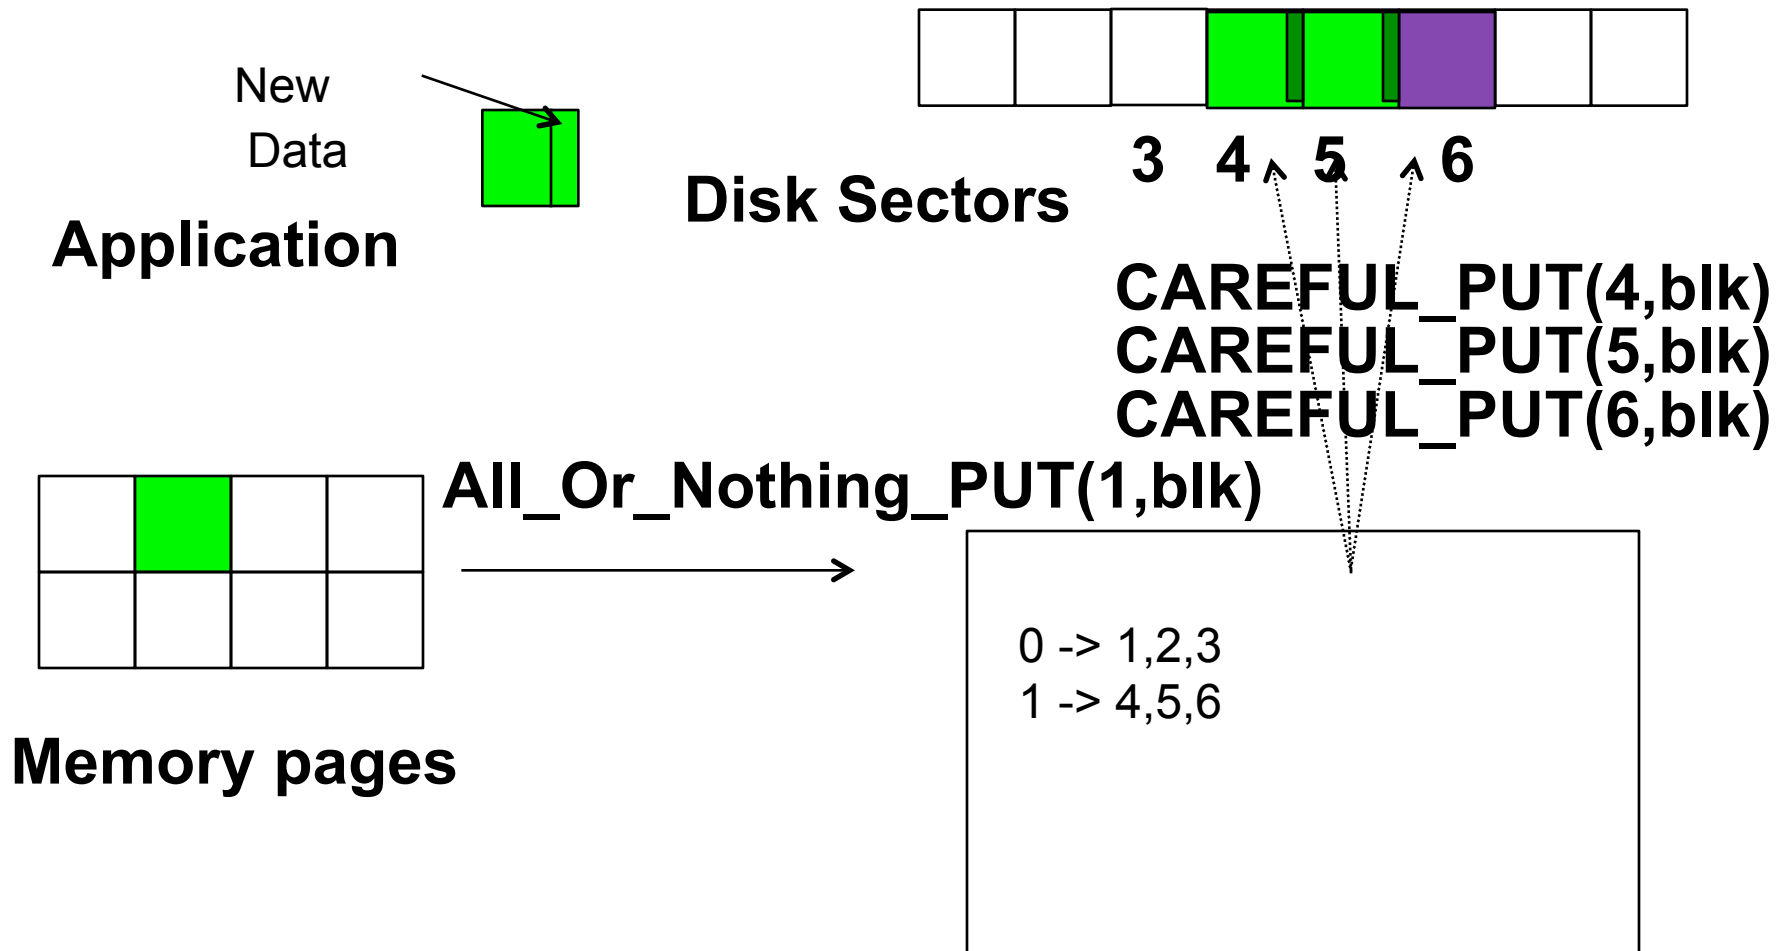 New
Data
Application
Disk Sectors
3 4 5 6
CAREFUL_PUT(4,blk)
CAREFUL_PUT(5,blk)
CAREFUL_PUT(6,blk)
All_Or_Nothing_PUT(1,blk)
0 -> 1,2,3
1 -> 4,5,6
Memory pages